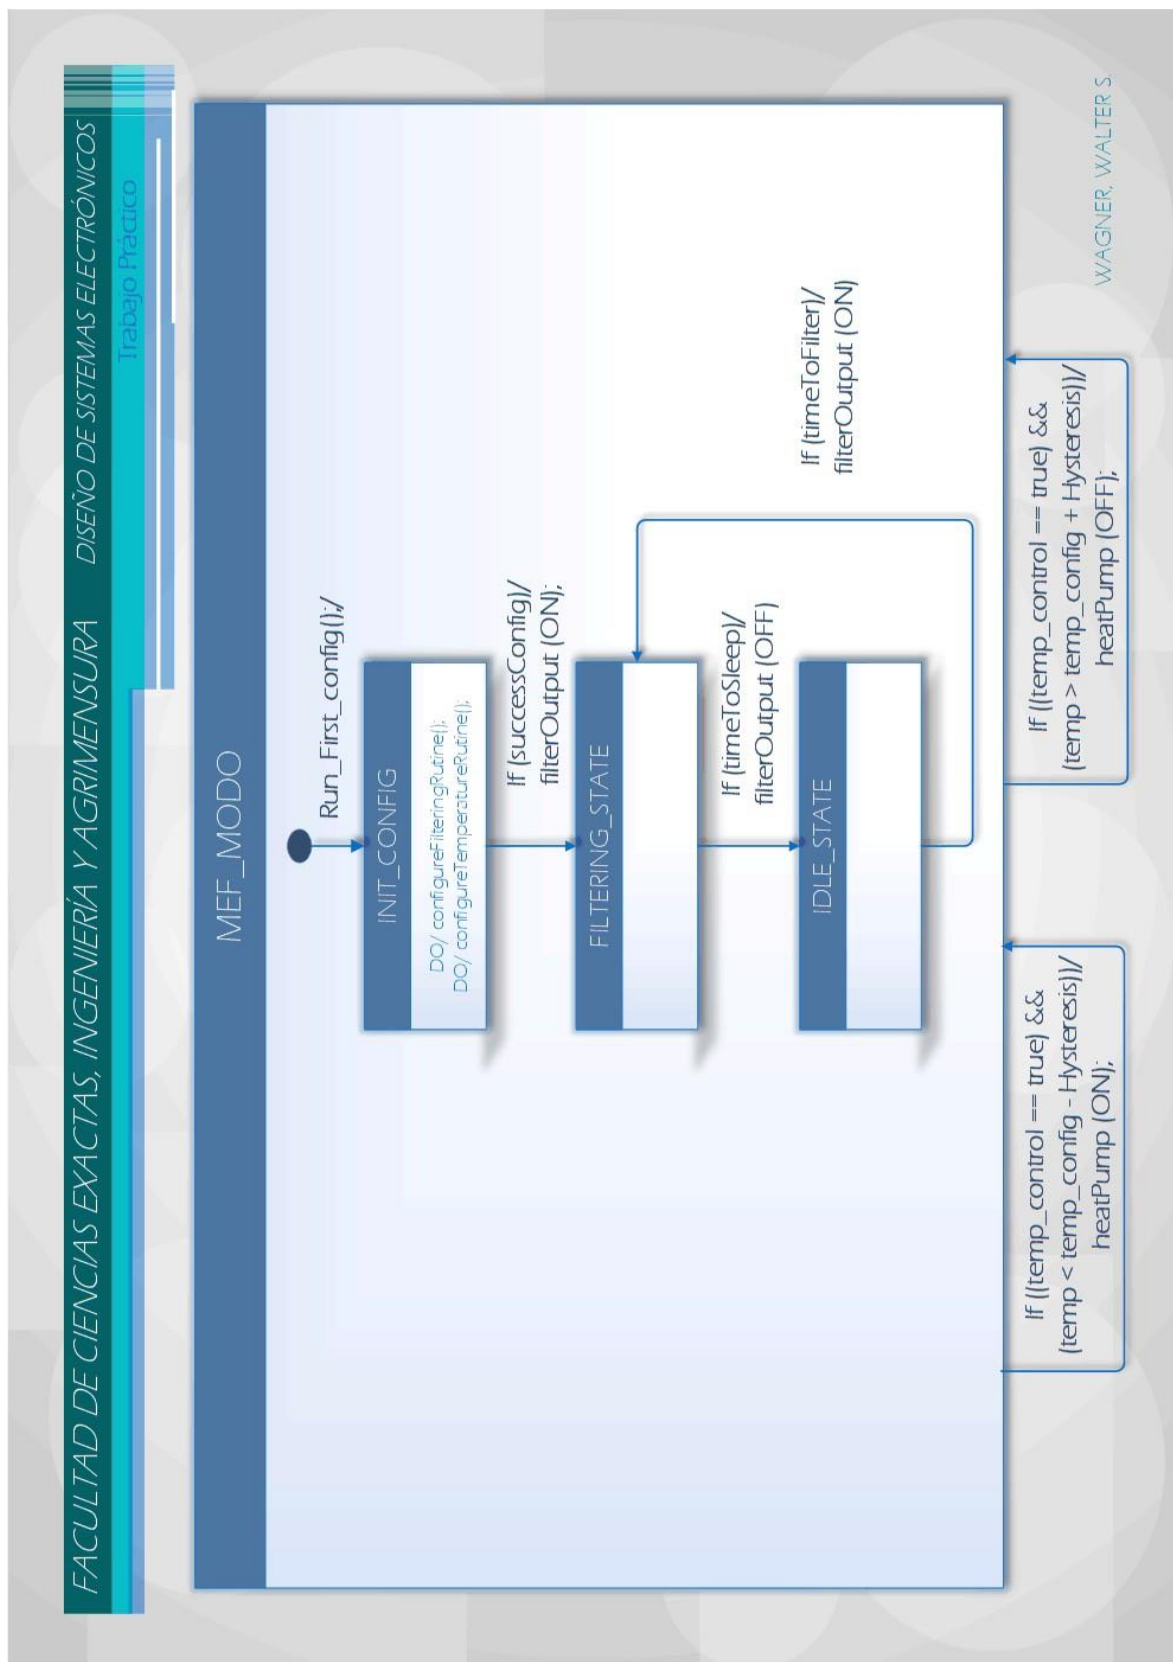 FACULTAD DE CIENCIAS EXACTAS, INGENIERÍA Y AGRIMENSURA DISEÑO DE SISTEMAS ELECTRÓNICOS
Trabajo Práctico
MEF_MODO
Run_First_config();/
INIT_CONFIG
DO/ configureFilteringRutine();
DO/ configureTemperatureRutine();
If (successConfig)/
filterOutput (ON);
FILTERING_STATE
If (timeToSleep)/
filterOutput (OFF)
If (timeToFilter)/
filterOutput (ON)
IDLE_STATE
If ((temp_control == true) &&
(temp < temp_config - Hysteresis))/
heatPump (ON);
If ((temp_control == true) &&
(temp > temp_config + Hysteresis))/
heatPump (OFF);
WAGNER, WALTER S.